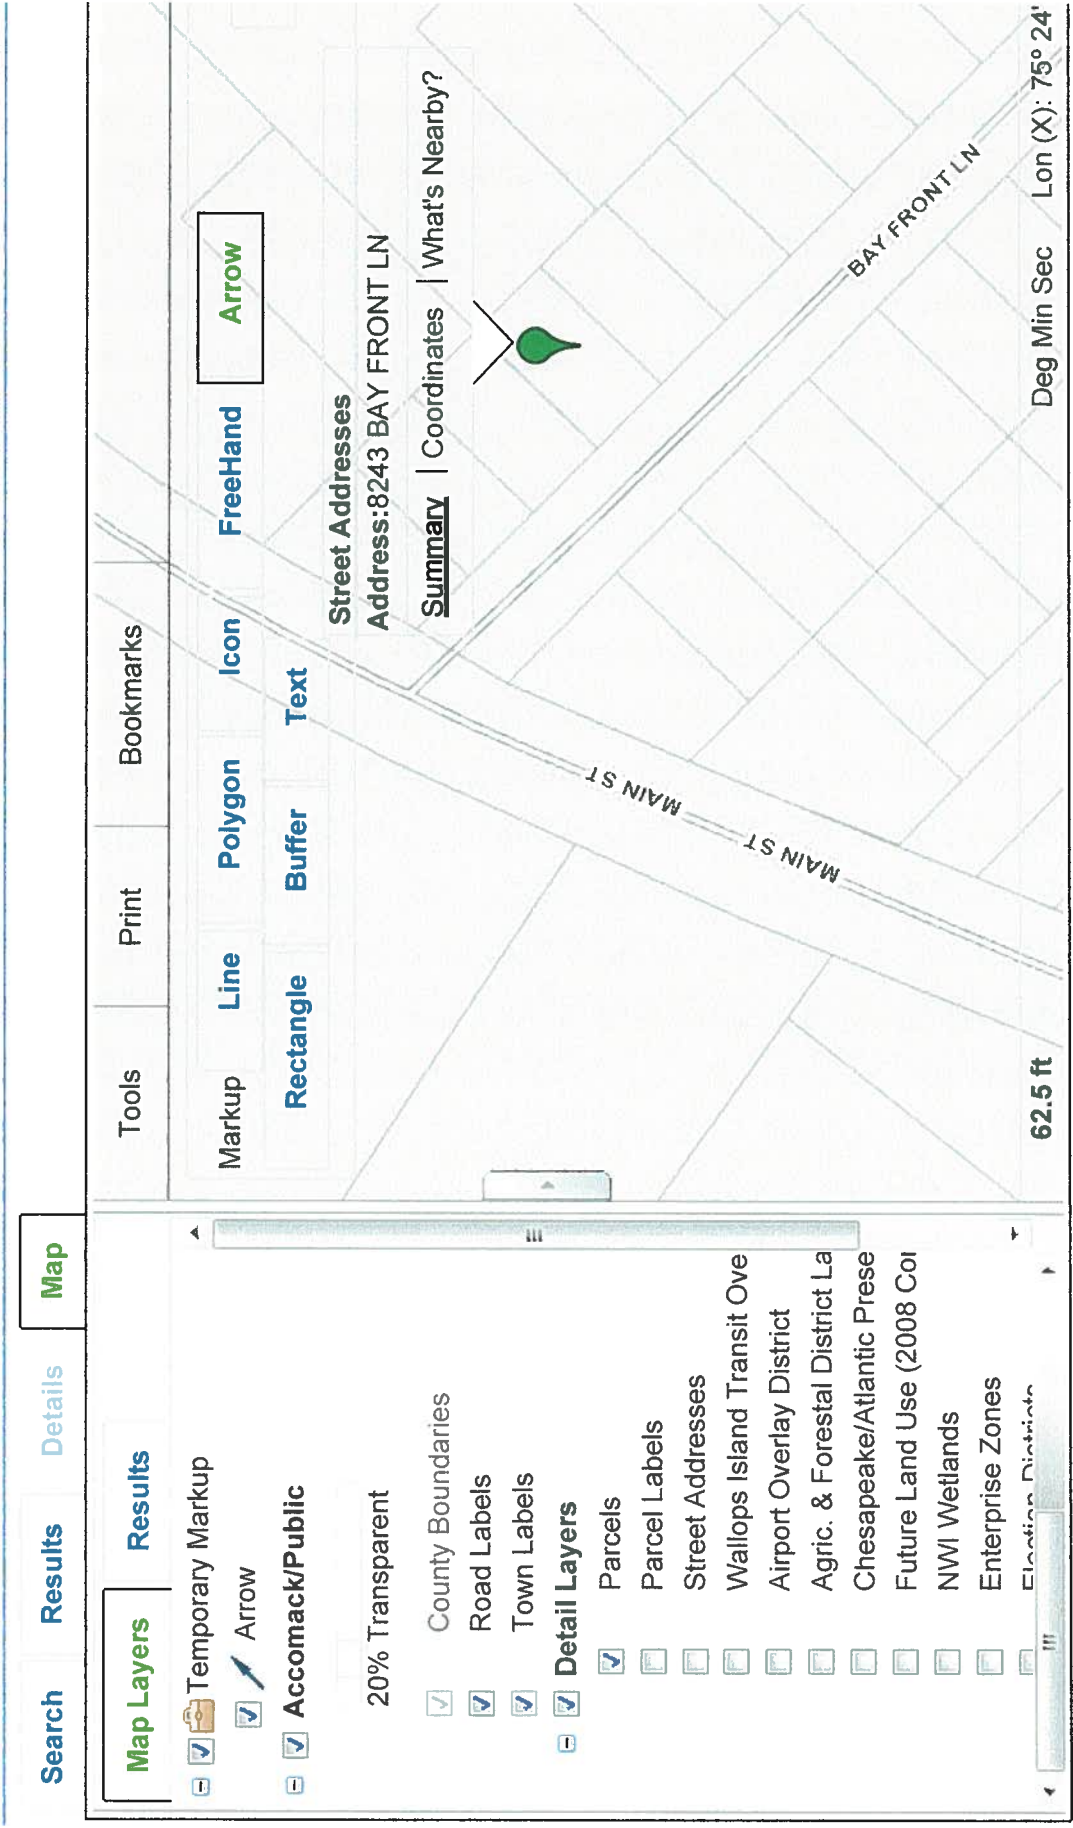 Search Results Details Map
Map Layers Results
Temporary Markup
Arrow
Accomack/Public
20% Transparent
County Boundaries
Road Labels
Town Labels
Detail Layers
Parcels
Parcel Labels
Street Addresses
Wallops Island Transit Ove
Airport Overlay District
Agric. & Forestal District La
Chesapeake/Atlantic Prese
Future Land Use (2008 Co
NWI Wetlands
Enterprise Zones
Election Districts
Tools Print Bookmarks
Markup Line Polygon Icon FreeHand Arrow
Rectangle Buffer Text
Street Addresses
Address:8243 BAY FRONT LN
Summary | Coordinates | What's Nearby?
BAY FRONT LN
MAIN ST
MAIN ST
62.5 ft Deg Min Sec Lon (X): 75° 24'